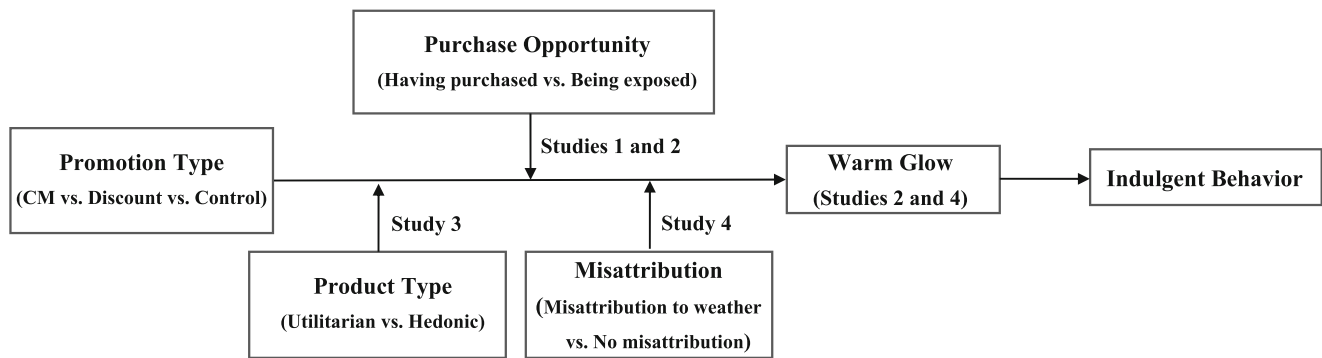 Purchase Opportunity
(Having purchased vs. Being exposed)
Studies 1 and 2
Promotion Type
(CM vs. Discount vs. Control)
Warm Glow
(Studies 2 and 4)
Indulgent Behavior
Study 3
Study 4
Product Type
(Utilitarian vs. Hedonic)
Misattribution
(Misattribution to weather
vs. No misattribution)